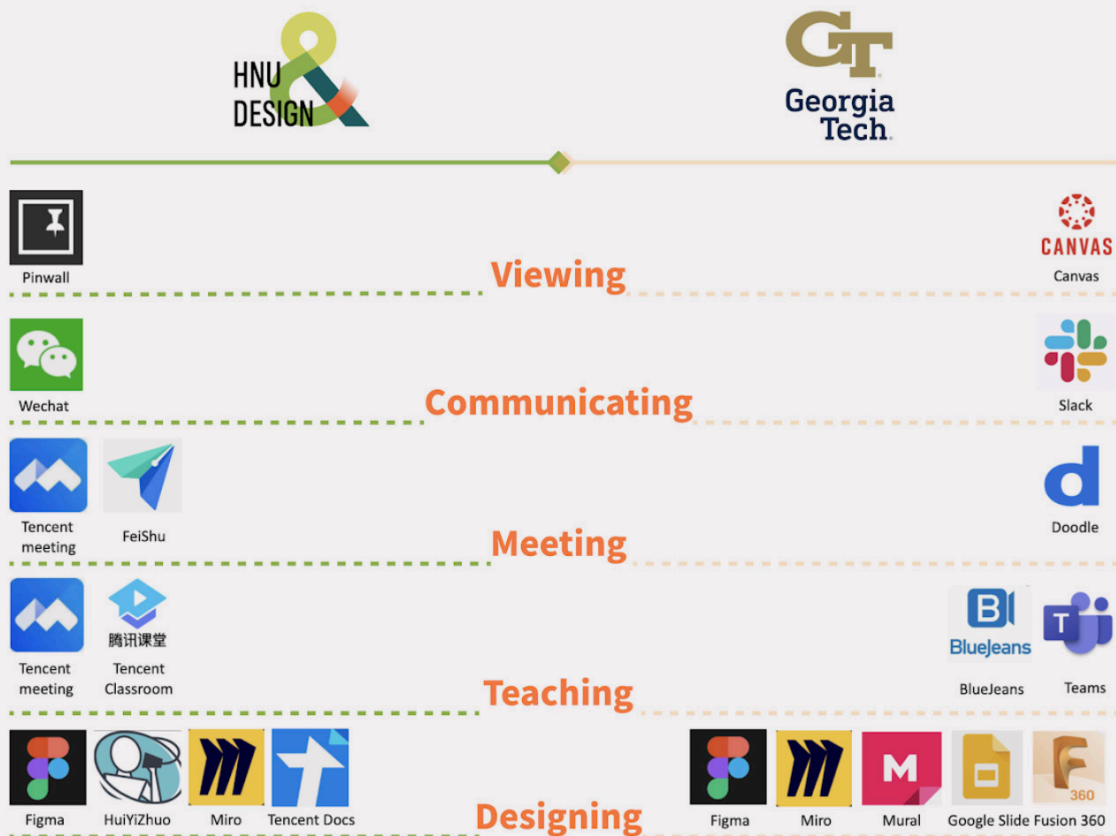 HNU
DESIGN
GT
Georgia
Tech.
Pinwall
CANVAS
Canvas
Viewing
Wechat
Slack
Communicating
Tencent
meeting
FeiShu
Doodle
d
Meeting
腾讯课堂
Tencent
meeting
Tencent
Classroom
B
BlueJeans
T
BlueJeans
Teams
Teaching
M
360
Figma
HuiYiZhuo
Miro
Tencent Docs
Figma
Miro
Mural
Google Slide
Fusion 360
Designing